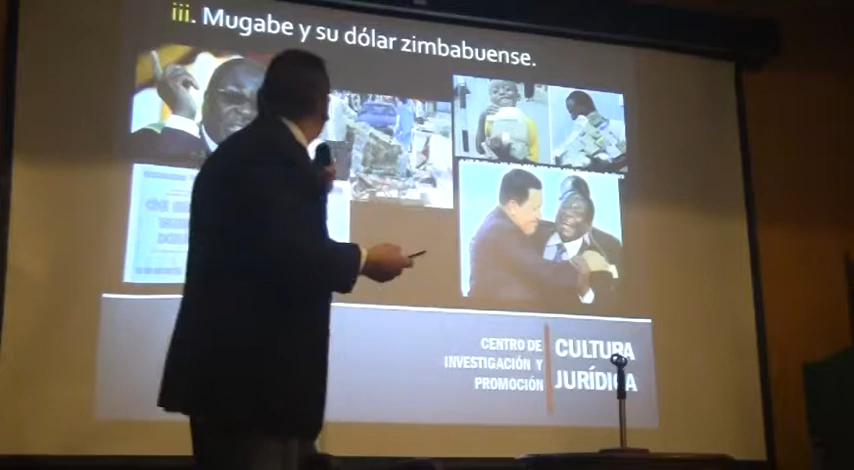 iii. Mugabe y su dólar zimbabuense.
CENTRO DE
INVESTIGACIÓN Y
PROMOCIÓN
CULTURA
JURÍDICA